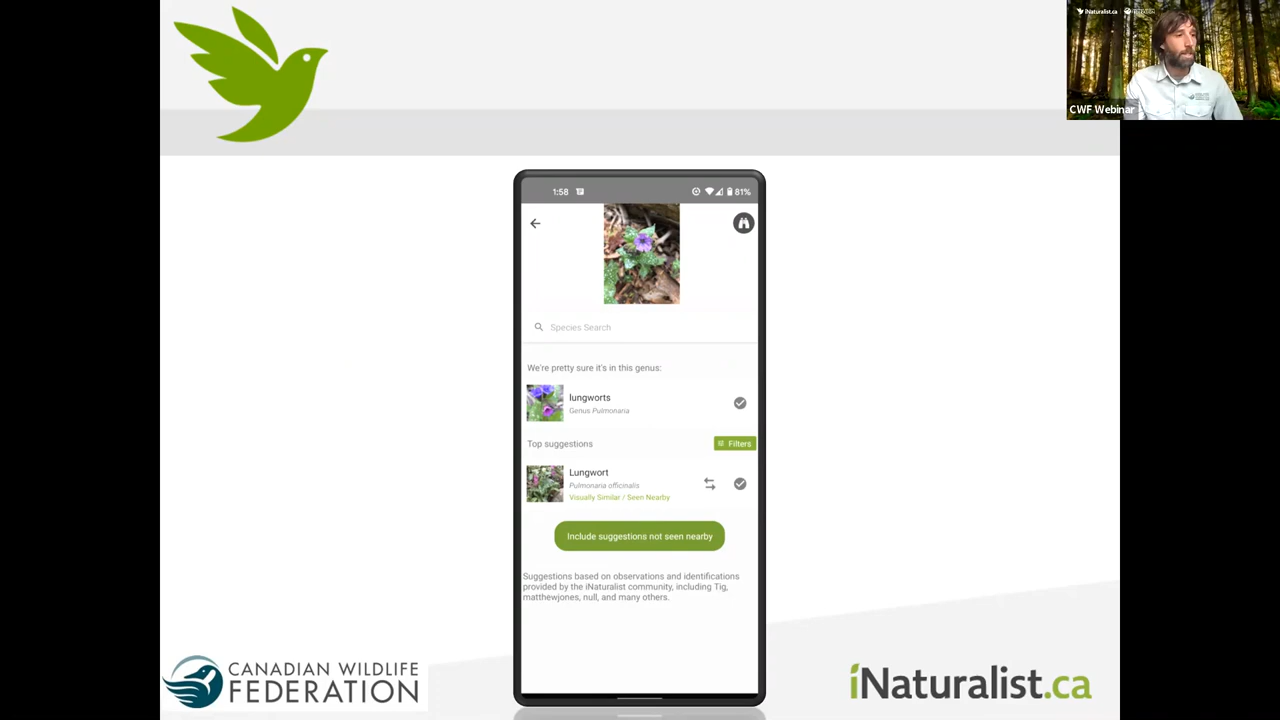 iNaturalist.ca
CWF Webinar
1:58
81%
Species Search
We're pretty sure it's in this genus:
lungworts
Genus Pulmonaria
Top suggestions
Filters
Lungwort
Pulmonaria officinalis
Visually Similar / Seen Nearby
Include suggestions not seen nearby
Suggestions based on observations and identifications
provided by the iNaturalist community, including Tig,
matthewjones, null, and many others.
CANADIAN WILDLIFE
FEDERATION
iNaturalist.ca